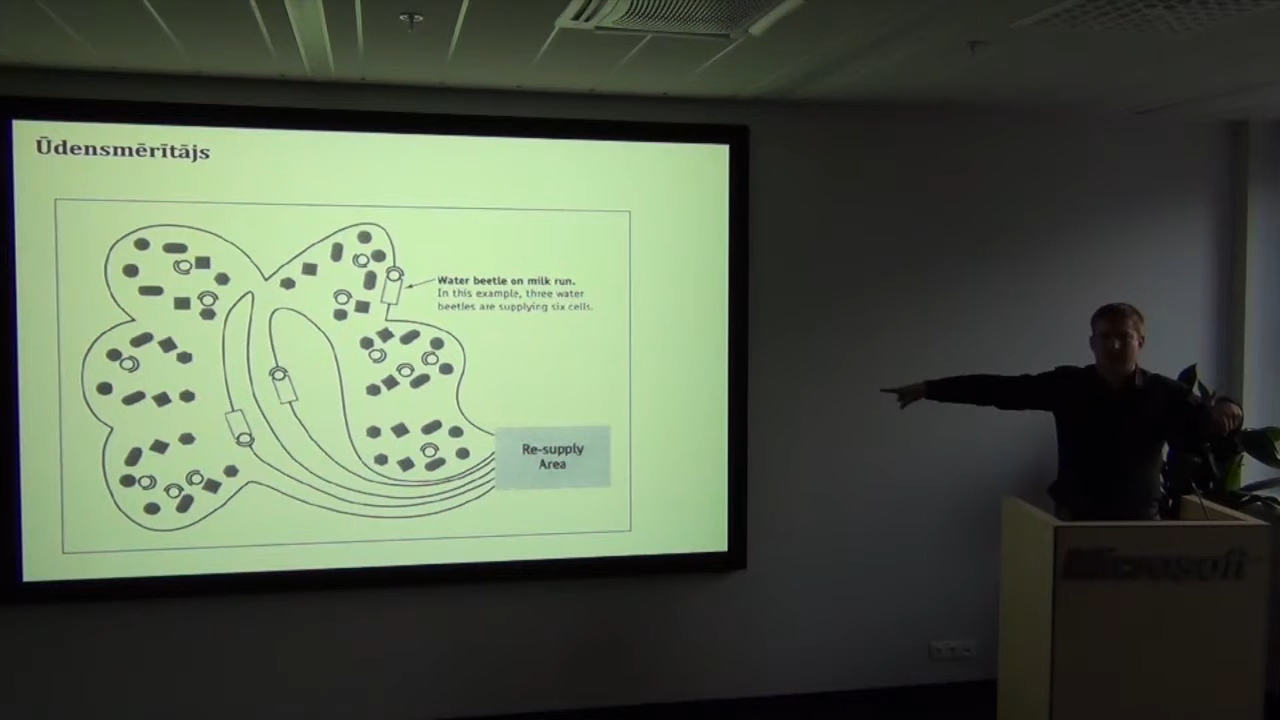 Ūdensmērītājs
Water beetle on milk run.
In this example, three water
beetles are supplying six cells.
Re-supply
Area
Microsoft